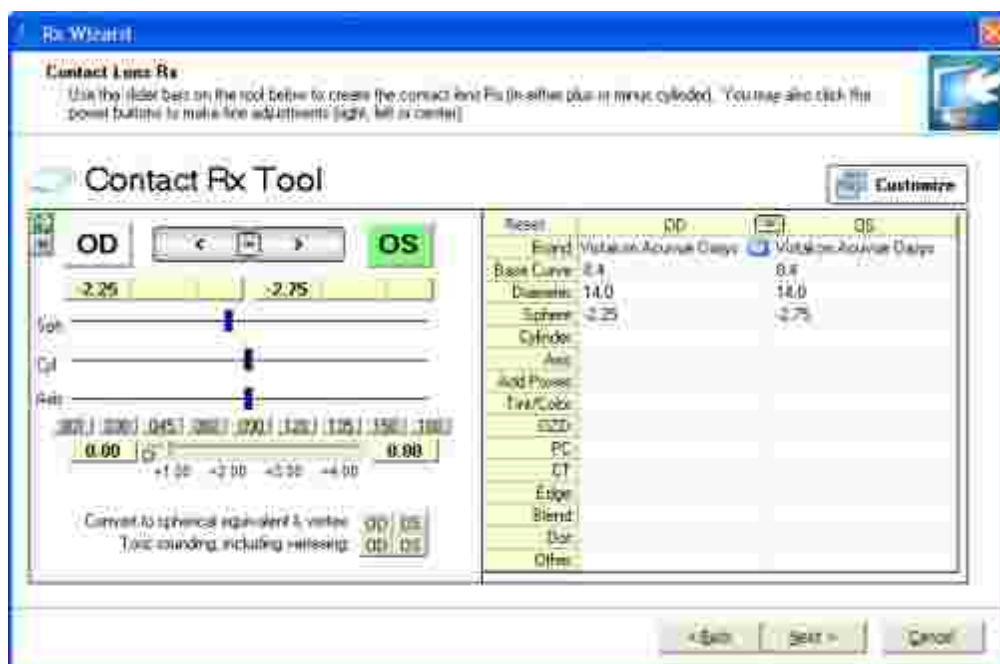 Rx Wizard
Contact Lens Rx
Use the slider bars on the tool below to create the contact lens Rx (in either plus or minus cylinder). You may also click the
power buttons to make fine adjustments (right, left or center)
Contact Rx Tool
Customize
OD < = > OS
-2.25 -2.75
Sph
Cyl
Axis
045 090 120 135 150 180
0.00 0.00
+1.00 +2.00 +3.00 +4.00
Convert to spherical equivalent & vertex: OD OS
Toric rounding, including vertexing: OD OS
Reset OD OS
Brand Vistakon Acuvue Oasys Vistakon Acuvue Oasys
Base Curve 8.4 8.4
Diameter 14.0 14.0
Sphere -2.25 -2.75
Cylinder
Axis
Add Power
Tint/Color
OZD
PC
CT
Edge
Blend
Dot
Other
< Back Next > Cancel